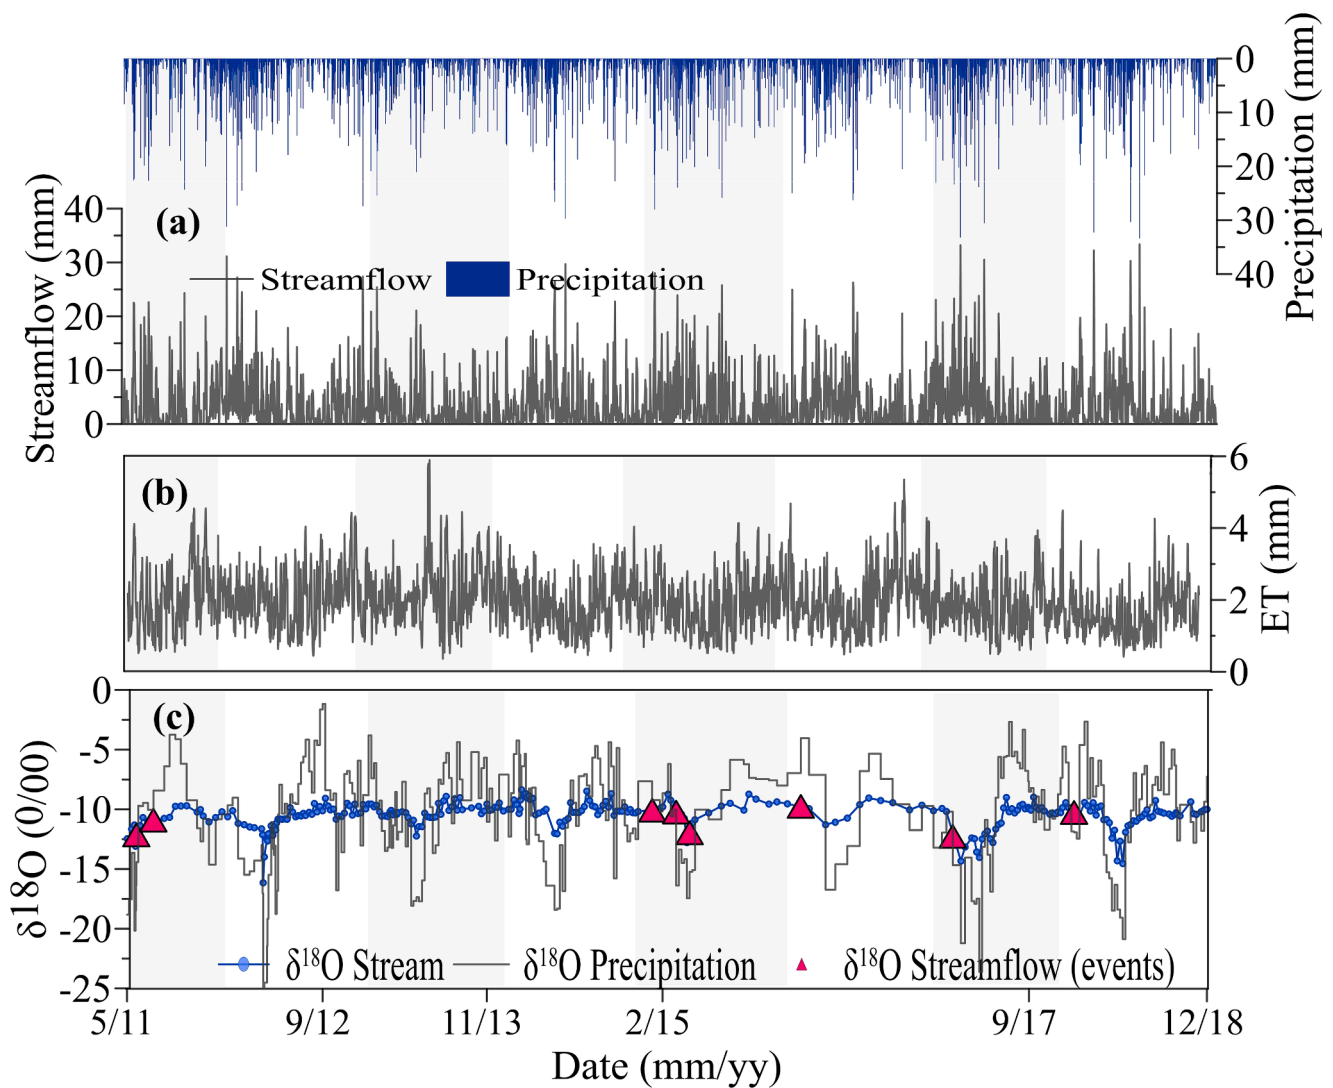 0
10
20
30
40
Precipitation (mm)
40
30
20
10
0
Streamflow (mm)
(a)
Streamflow
Precipitation
(b)
6
4
2
0
ET (mm)
(c)
0
-5
-10
-15
-20
-25
δ18O (0/00)
δ¹⁸O Stream
δ¹⁸O Precipitation
δ¹⁸O Streamflow (events)
5/11
9/12
11/13
2/15
9/17
12/18
Date (mm/yy)